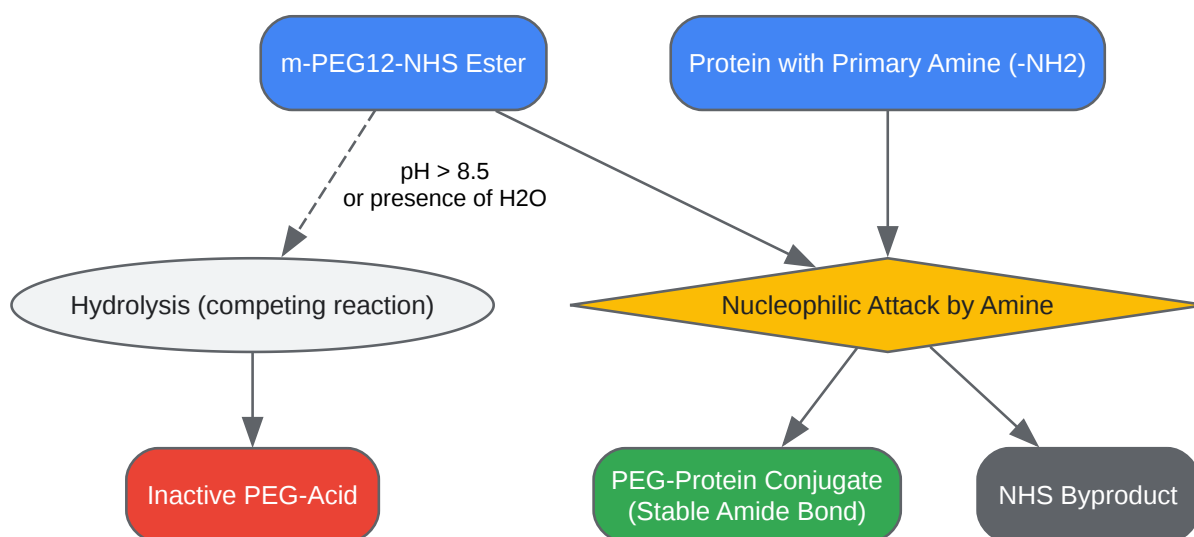 m-PEG12-NHS Ester
Protein with Primary Amine (-NH2)
pH > 8.5
or presence of H2O
Hydrolysis (competing reaction)
Nucleophilic Attack by Amine
Inactive PEG-Acid
PEG-Protein Conjugate
(Stable Amide Bond)
NHS Byproduct